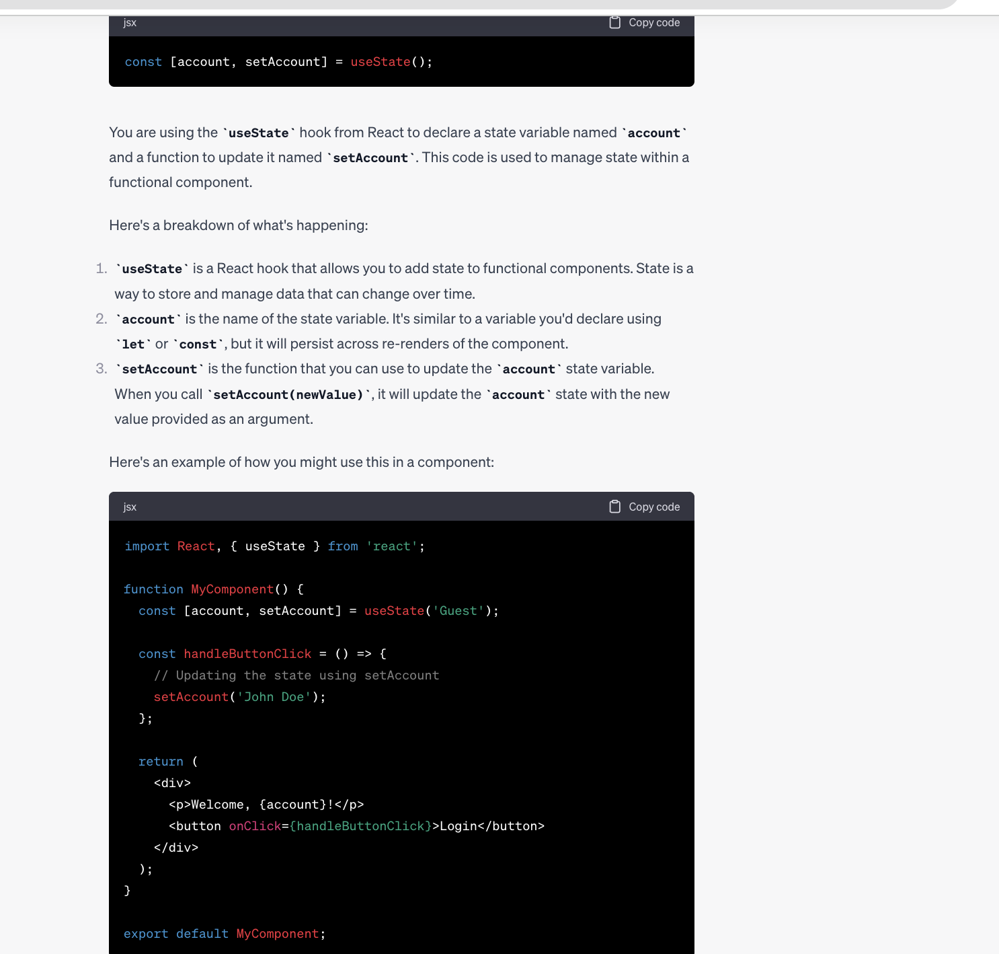 jsx Copy code
const [account, setAccount] = useState();
You are using the `useState` hook from React to declare a state variable named `account`
and a function to update it named `setAccount`. This code is used to manage state within a
functional component.
Here's a breakdown of what's happening:
1. `useState` is a React hook that allows you to add state to functional components. State is a
way to store and manage data that can change over time.
2. `account` is the name of the state variable. It's similar to a variable you'd declare using
`let` or `const`, but it will persist across re-renders of the component.
3. `setAccount` is the function that you can use to update the `account` state variable.
When you call `setAccount(newValue)`, it will update the `account` state with the new
value provided as an argument.
Here's an example of how you might use this in a component:
jsx Copy code
import React, { useState } from 'react';
function MyComponent() {
  const [account, setAccount] = useState('Guest');
  const handleButtonClick = () => {
    // Updating the state using setAccount
    setAccount('John Doe');
  };
  return (
    <div>
      <p>Welcome, {account}!</p>
      <button onClick={handleButtonClick}>Login</button>
    </div>
  );
}
export default MyComponent;